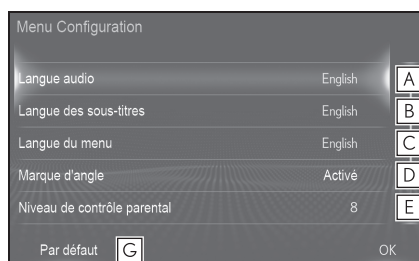 Menu Configuration
Langue audio English A
Langue des sous-titres English B
Langue du menu English C
Marque d'angle Activé D
Niveau de contrôle parental 8 E
Par défaut G OK